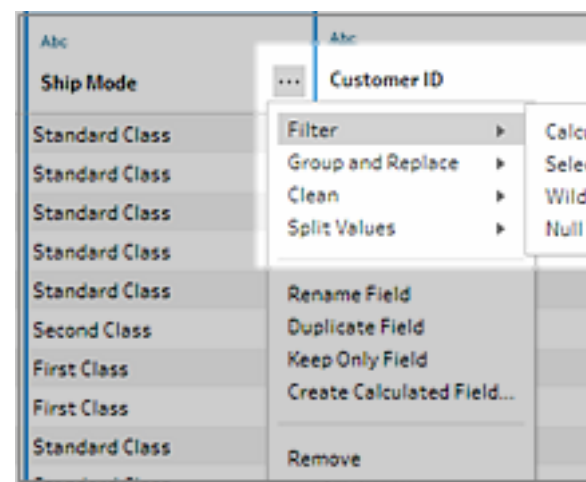 Abc
Abc
Ship Mode
...
Customer ID
Standard Class
Standard Class
Standard Class
Standard Class
Standard Class
Second Class
First Class
First Class
Standard Class
Filter
Group and Replace
Clean
Split Values
Rename Field
Duplicate Field
Keep Only Field
Create Calculated Field...
Remove
Null